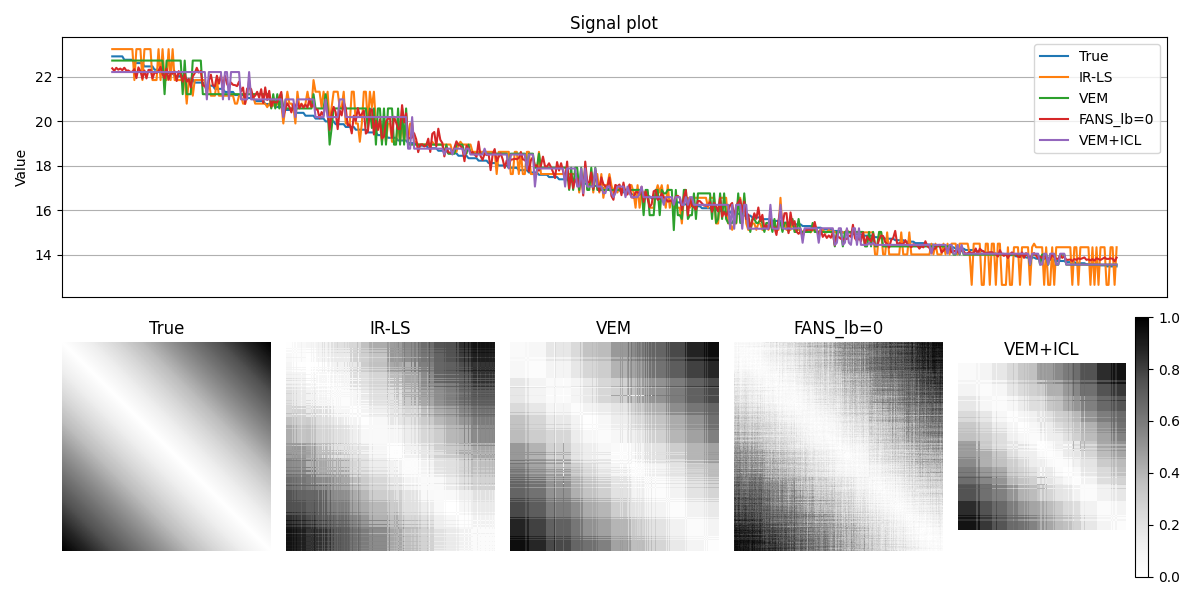 Signal plot
Value
22
20
18
16
14
True
IR-LS
VEM
FANS_lb=0
VEM+ICL
True
IR-LS
VEM
FANS_lb=0
VEM+ICL
1.0
0.8
0.6
0.4
0.2
0.0